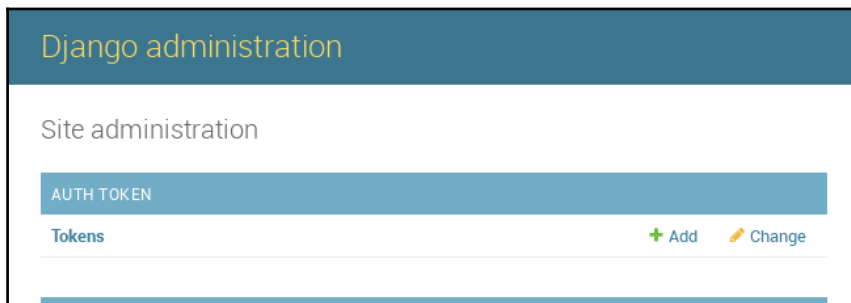 Django administration
Site administration
AUTH TOKEN
Tokens Add Change